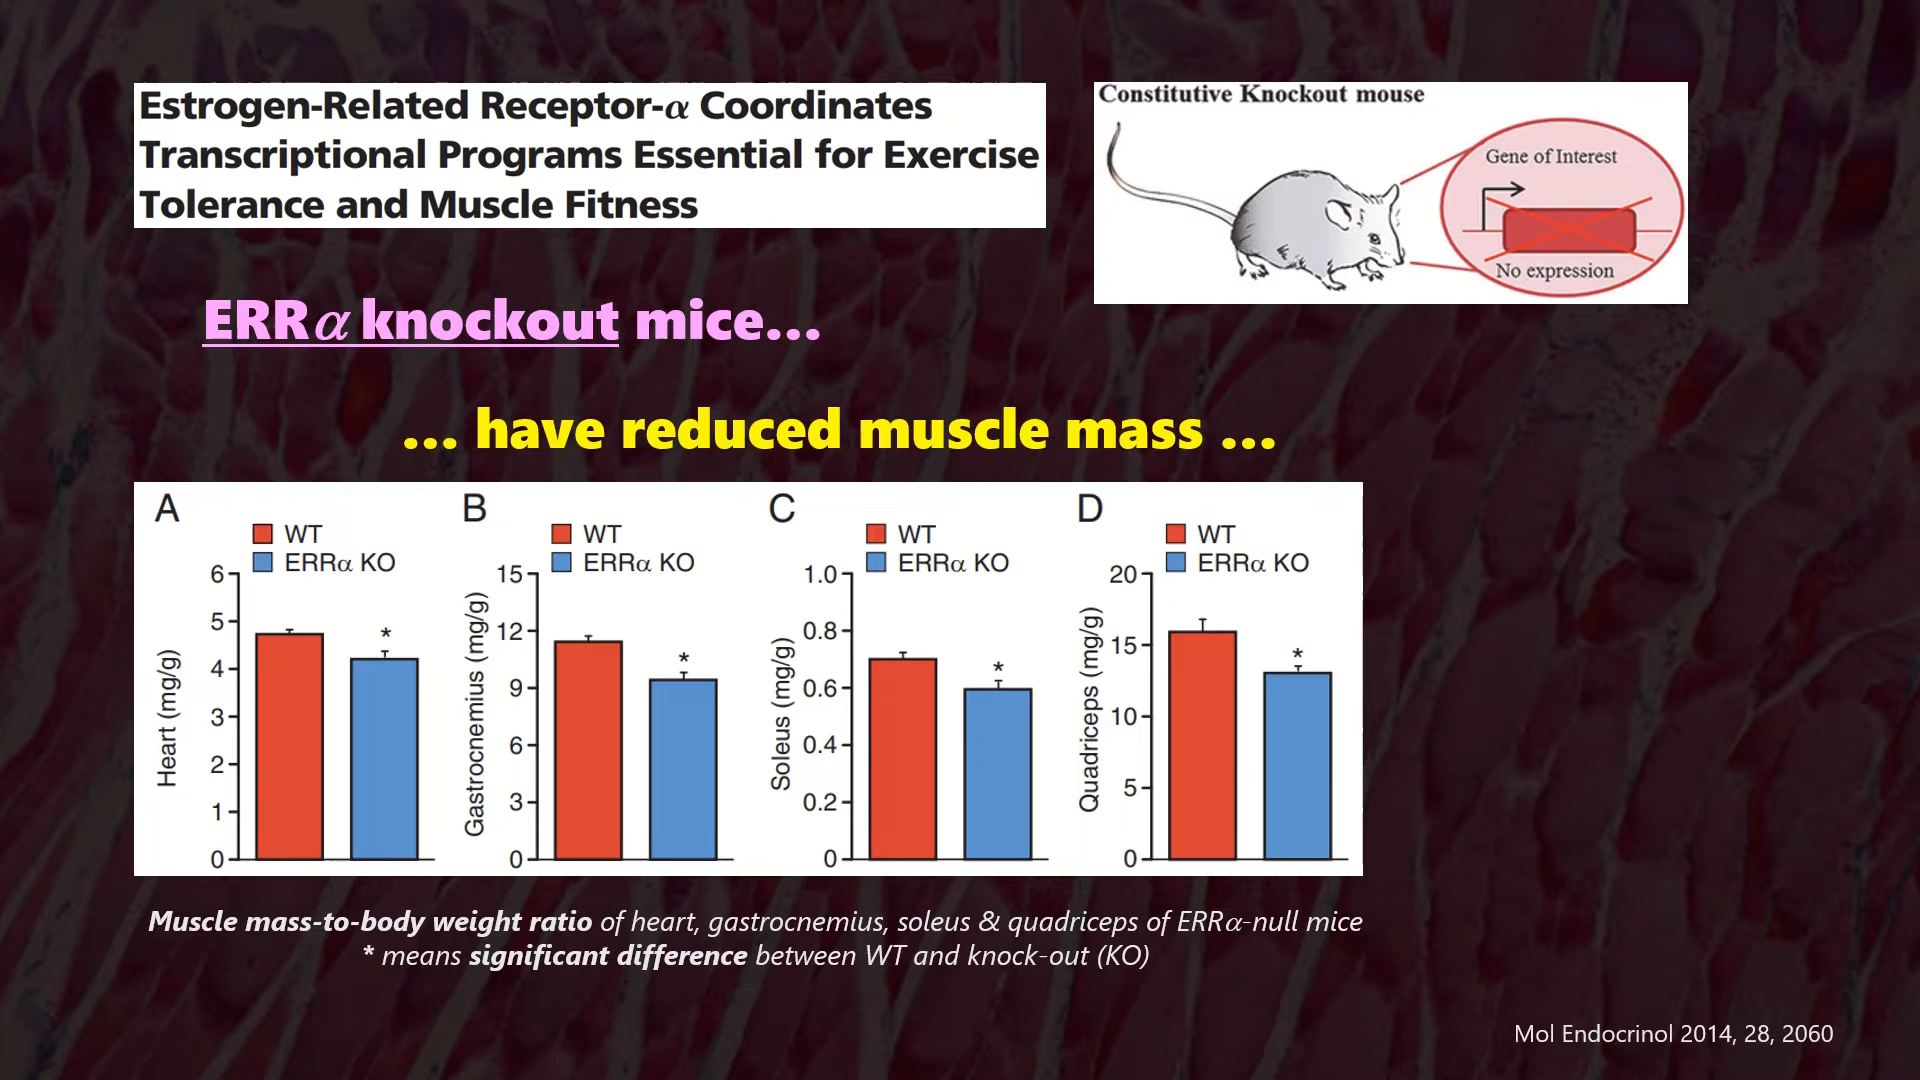 Estrogen-Related Receptor-α Coordinates
Transcriptional Programs Essential for Exercise
Tolerance and Muscle Fitness
Constitutive Knockout mouse
Gene of Interest
No expression
ERRα knockout mice...
... have reduced muscle mass ...
A
WT
ERRα KO
6
5
4
3
2
1
0
Heart (mg/g)
*
B
WT
ERRα KO
15
12
9
6
3
0
Gastrocnemius (mg/g)
*
C
WT
ERRα KO
1.0
0.8
0.6
0.4
0.2
0
Soleus (mg/g)
*
D
WT
ERRα KO
20
15
10
5
0
Quadriceps (mg/g)
*
Muscle mass-to-body weight ratio of heart, gastrocnemius, soleus & quadriceps of ERRα-null mice
* means significant difference between WT and knock-out (KO)
Mol Endocrinol 2014, 28, 2060